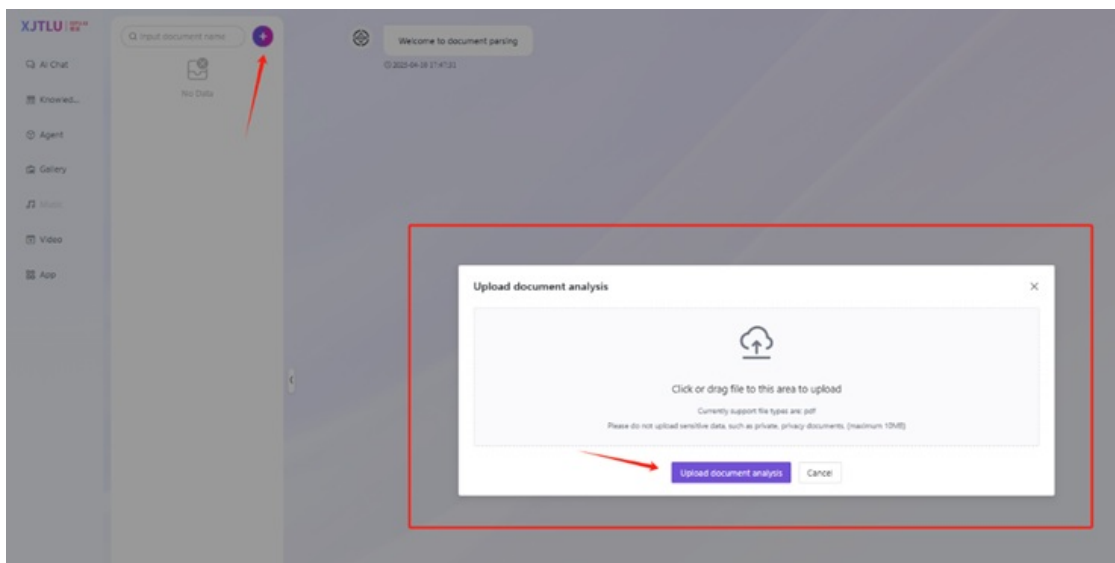 XJTLU
Input document name
Welcome to document parsing
AI Chat
No Data
Knowled...
Agent
Gallery
Music
Video
App
Upload document analysis
Click or drag file to this area to upload
Currently support file types are: pdf
Please do not upload sensitive data, such as private, privacy documents. (maximum 10MB)
Upload document analysis
Cancel